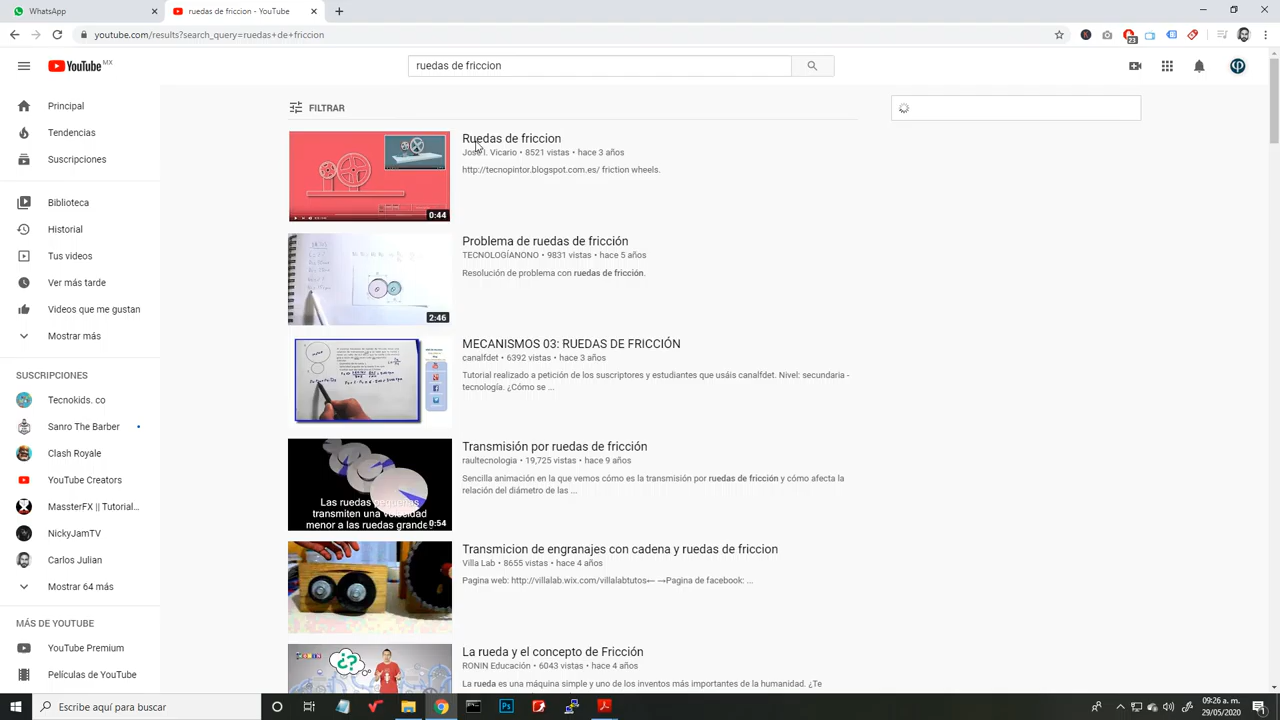 WhatsApp
ruedas de friccion - YouTube
youtube.com/results?search_query=ruedas+de+friccion
23
YouTube MX
ruedas de friccion
Principal
Tendencias
Suscripciones
Biblioteca
Historial
Tus videos
Ver más tarde
Videos que me gustan
Mostrar más
SUSCRIPCIONES
Tecnokids. co
Sanro The Barber
Clash Royale
YouTube Creators
MassterFX || Tutorial...
NickyJamTV
Carlos Julian
Mostrar 64 más
MÁS DE YOUTUBE
YouTube Premium
Películas de YouTube
FILTRAR
0:44
Ruedas de friccion
José I. Vicario • 8521 vistas • hace 3 años
http://tecnopintor.blogspot.com.es/ friction wheels.
2:46
Problema de ruedas de fricción
TECNOLOGÍANONO • 9831 vistas • hace 5 años
Resolución de problema con ruedas de fricción.
MECANISMOS 03: RUEDAS DE FRICCIÓN
canalfdet • 6392 vistas • hace 3 años
Tutorial realizado a petición de los suscriptores y estudiantes que usáis canalfdet. Nivel: secundaria -
tecnología. ¿Cómo se ...
Las ruedas pequeñas
transmiten una velocidad
menor a las ruedas grande
0:54
Transmisión por ruedas de fricción
raultecnologia • 19,725 vistas • hace 9 años
Sencilla animación en la que vemos cómo es la transmisión por ruedas de fricción y cómo afecta la
relación del diámetro de las ...
Transmicion de engranajes con cadena y ruedas de friccion
Villa Lab • 8655 vistas • hace 4 años
Pagina web: http://villalab.wix.com/villalabtutos← →Pagina de facebook: ...
La rueda y el concepto de Fricción
RONIN Educación • 6043 vistas • hace 4 años
La rueda es una máquina simple y uno de los inventos más importantes de la humanidad. ¿Te
Escribe aquí para buscar
09:26 a. m.
29/05/2020
1